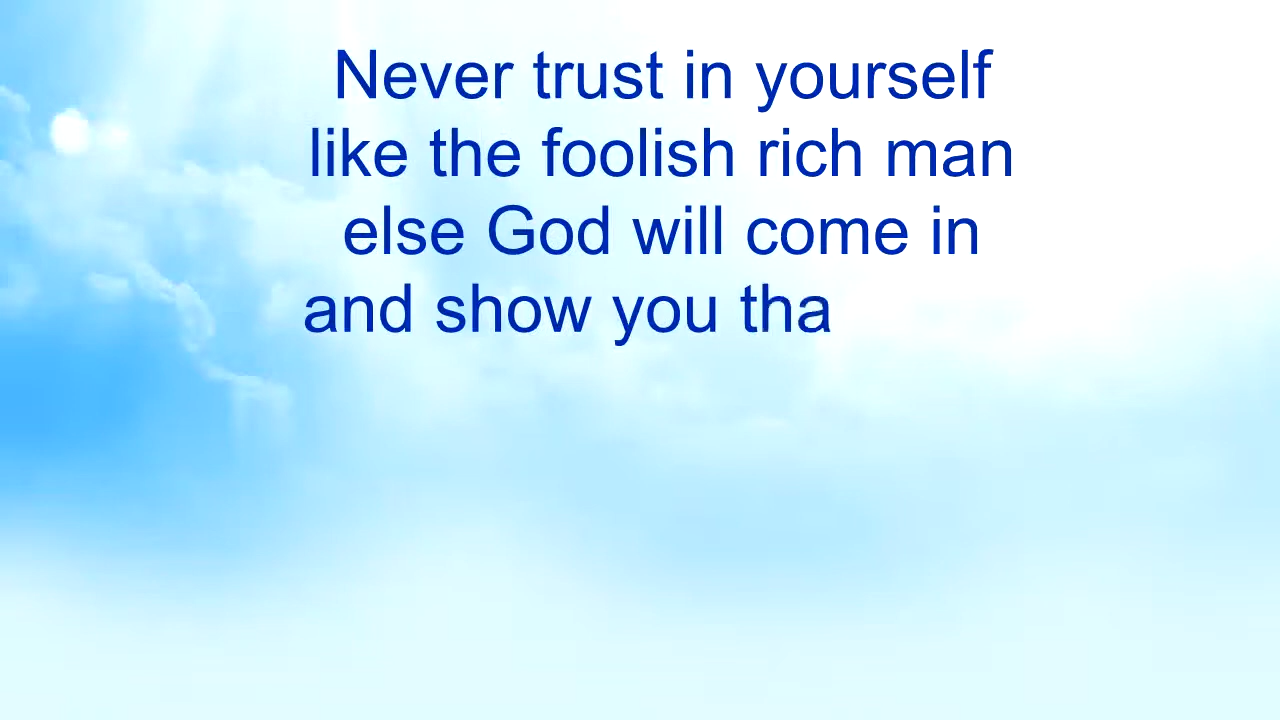 Never trust in yourself
like the foolish rich man
else God will come in
and show you tha